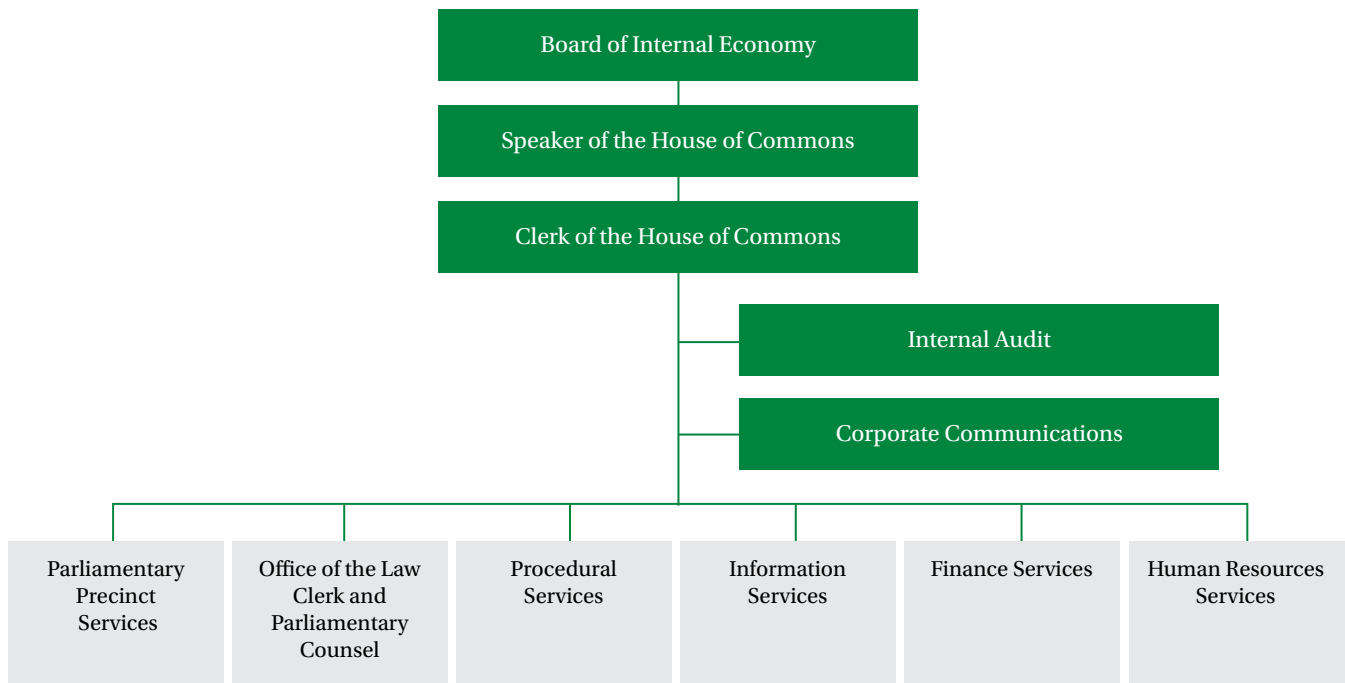 Board of Internal Economy
Speaker of the House of Commons
Clerk of the House of Commons
Internal Audit
Corporate Communications
Parliamentary
Precinct
Services
Office of the Law
Clerk and
Parliamentary
Counsel
Procedural
Services
Information
Services
Finance Services
Human Resources
Services